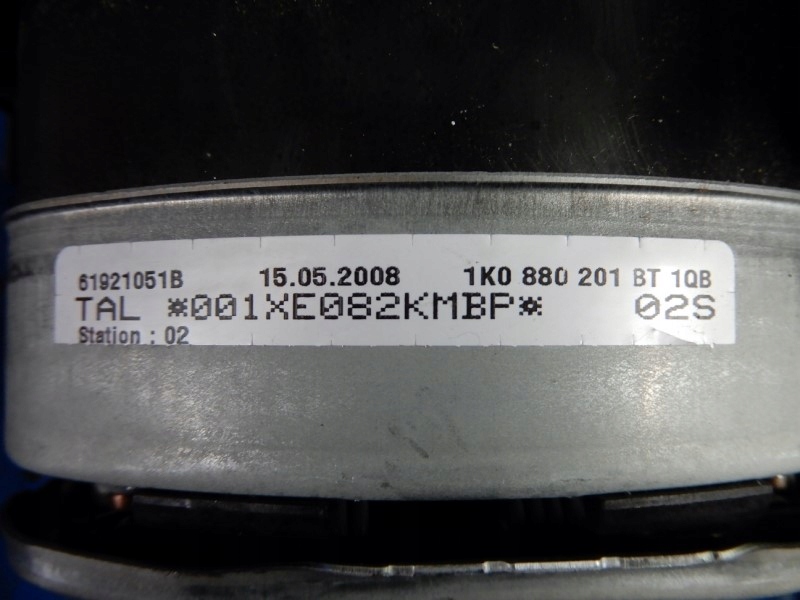 61921051B 15.05.2008 1K0 880 201 BT 1QB
TAL *001XE082KMBP* 02S
Station : 02